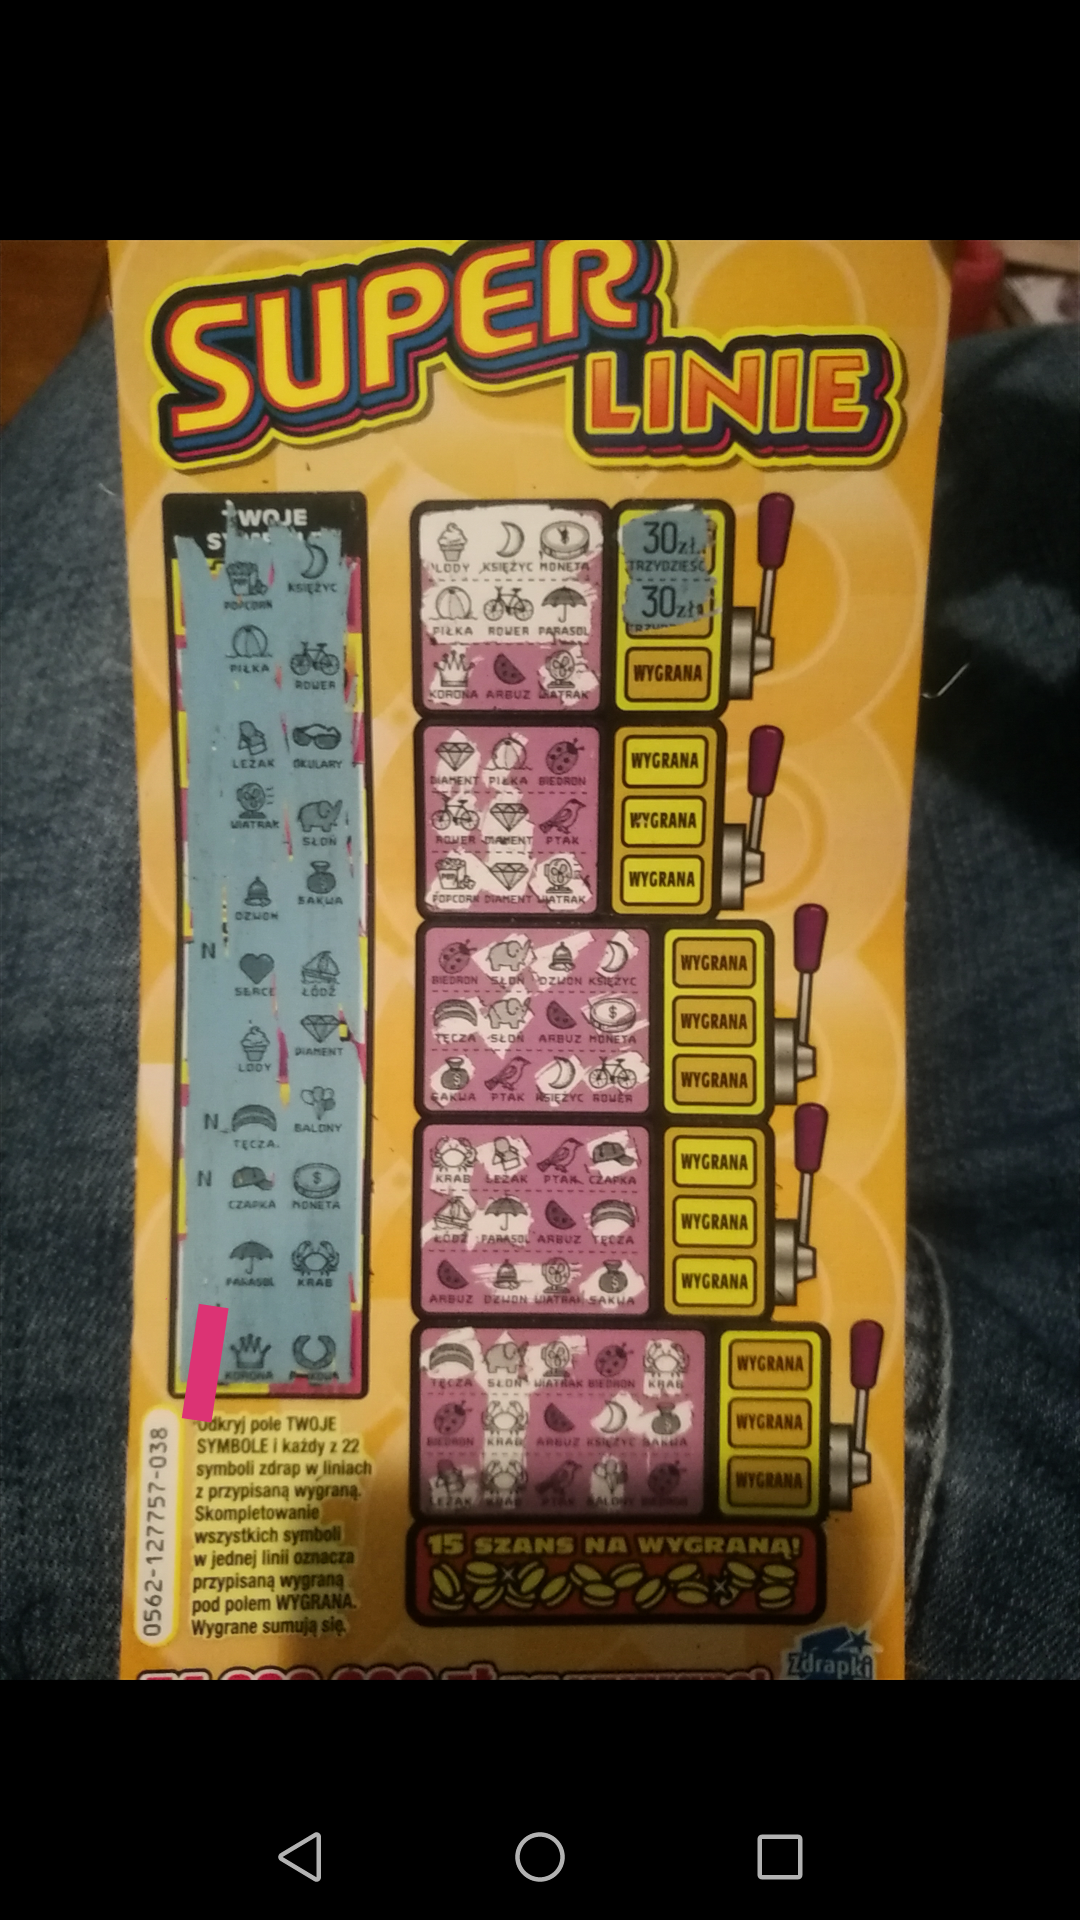 SUPER
LINIE
TWOJE
POPCORN KSIĘŻYC
PIŁKA ROWER
LEŻAK OKULARY
WIATRAK SŁOŃ
DZWON SAKWA
N
SERCE ŁÓDŹ
LODY DIAMENT
N
TĘCZA BALONY
N
CZAPKA MONETA
PARASOL KRAB
KORONA
LODY KSIĘŻYC MONETA
30zł
PIŁKA ROWER PARASOL
30zł
KORONA ARBUZ WIATRAK
WYGRANA
DIAMENT PIŁKA BIEDRON
WYGRANA
ROWER DIAMENT PTAK
WYGRANA
POPCORN DIAMENT WIATRAK
WYGRANA
BIEDRON SŁOŃ DZWON KSIĘŻYC
WYGRANA
TĘCZA SŁOŃ ARBUZ MONETA
WYGRANA
SAKWA PTAK KSIĘŻYC ROWER
WYGRANA
KRAB LEŻAK PTAK CZAPKA
WYGRANA
ŁÓDŹ PARASOL ARBUZ TĘCZA
WYGRANA
ARBUZ DZWON WIATRAK SAKWA
WYGRANA
TĘCZA SŁOŃ WIATRAK BIEDRON KRAB
WYGRANA
BIEDRON KRAB ARBUZ KSIĘŻYC SAKWA
WYGRANA
LEŻAK KRAB PTAK BALONY BIEDRON
WYGRANA
Odkryj pole TWOJE
SYMBOLE i każdy z 22
symboli zdrap w liniach
z przypisaną wygraną.
Skompletowanie
wszystkich symboli
w jednej linii oznacza
przypisaną wygraną
pod polem WYGRANA.
Wygrane sumują się.
0562-127757-038
15 SZANS NA WYGRANĄ!
Zdrapki